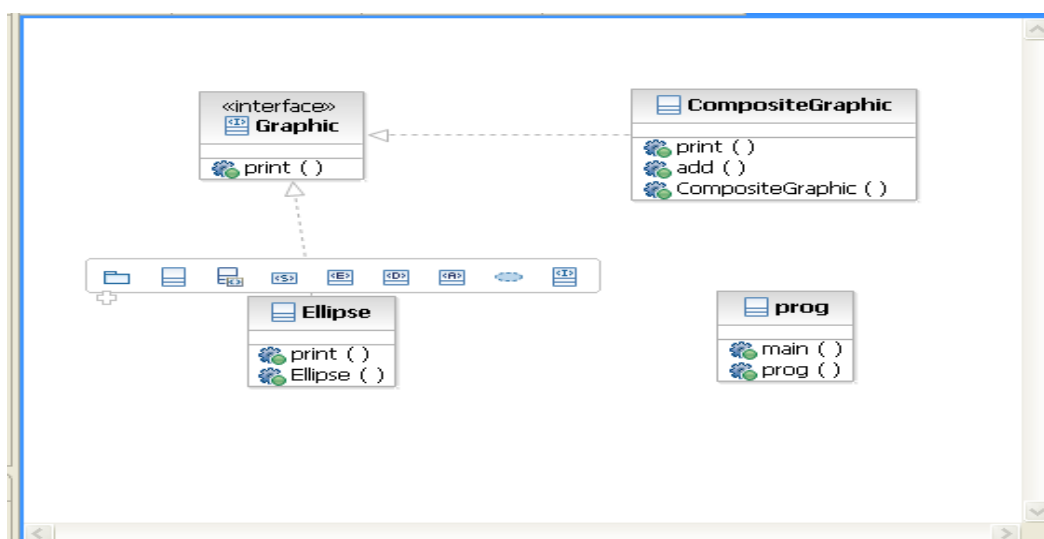 «interface»
<I> Graphic
print ( )
CompositeGraphic
print ( )
add ( )
CompositeGraphic ( )
<> <S> <E> <D> <A> <I>
Ellipse
print ( )
Ellipse ( )
prog
main ( )
prog ( )